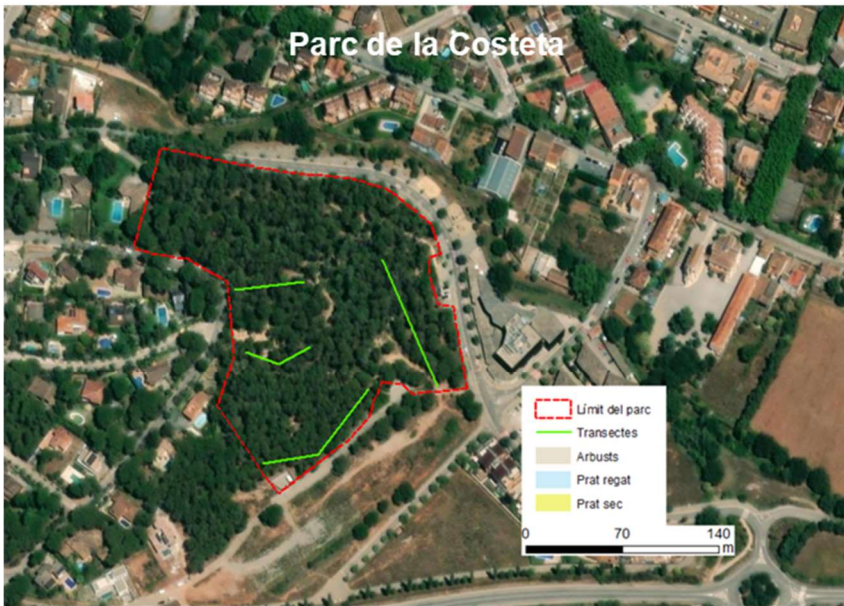 Parc de la Costeta
Límit del parc
Transectes
Arbusts
Prat regat
Prat sec
0 70 140
m